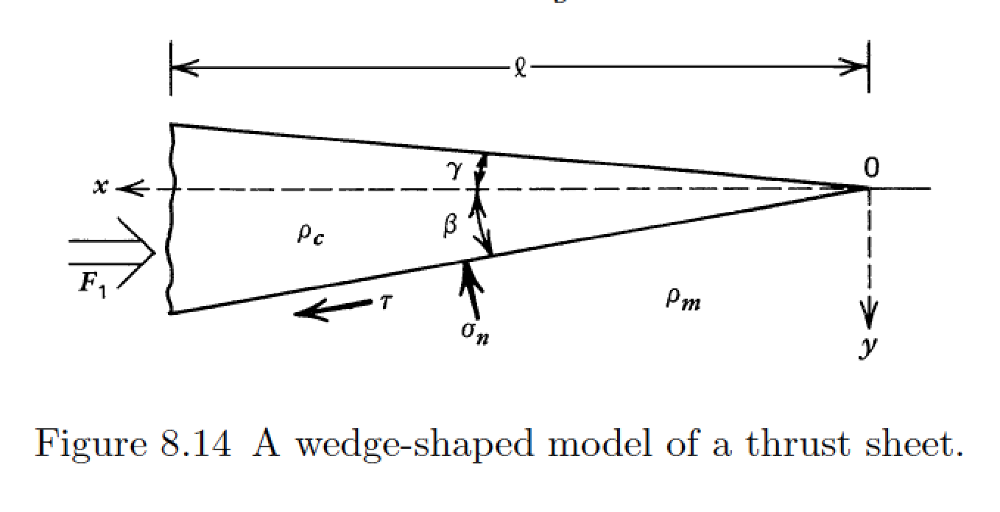 ℓ
0
γ
x
β
ρc
F1
τ
ρm
σn
y
Figure 8.14 A wedge-shaped model of a thrust sheet.